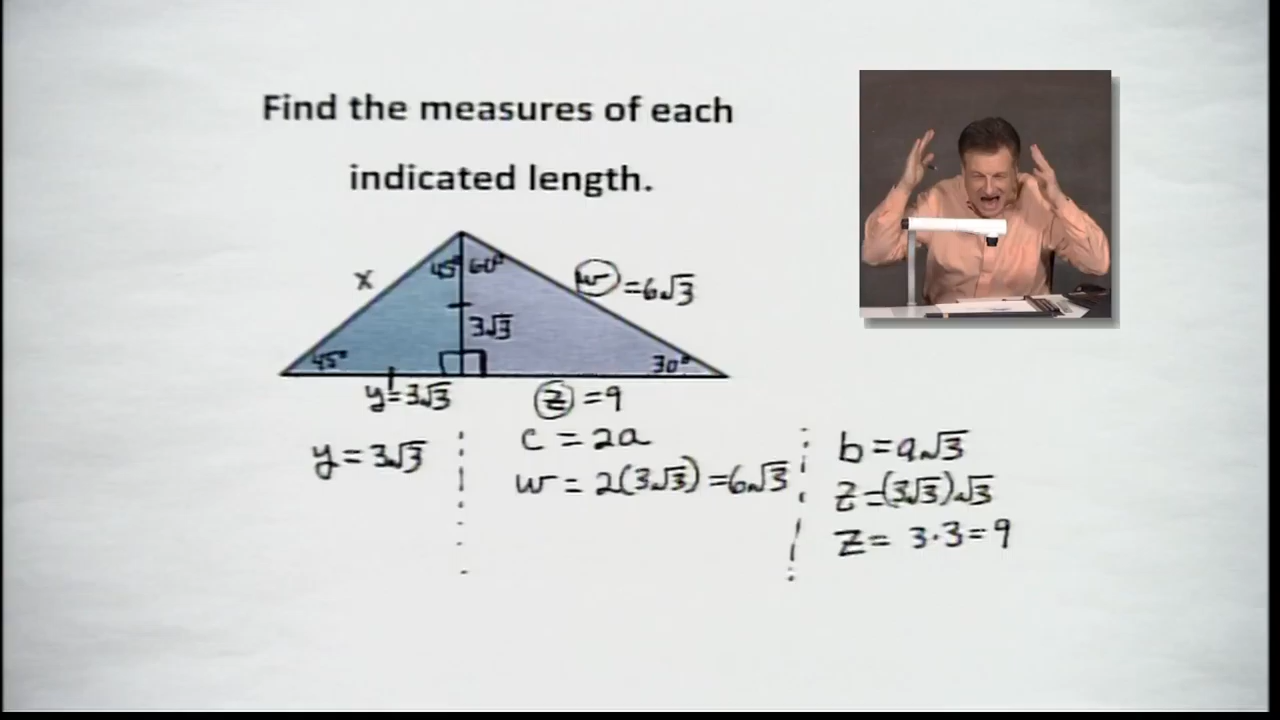 Find the measures of each
indicated length.
x
45° 60°
w = 6√3
3√3
45°
30°
y = 3√3
z = 9
y = 3√3
c = 2a
w = 2(3√3) = 6√3
b = a√3
z = (3√3)√3
z = 3·3 = 9